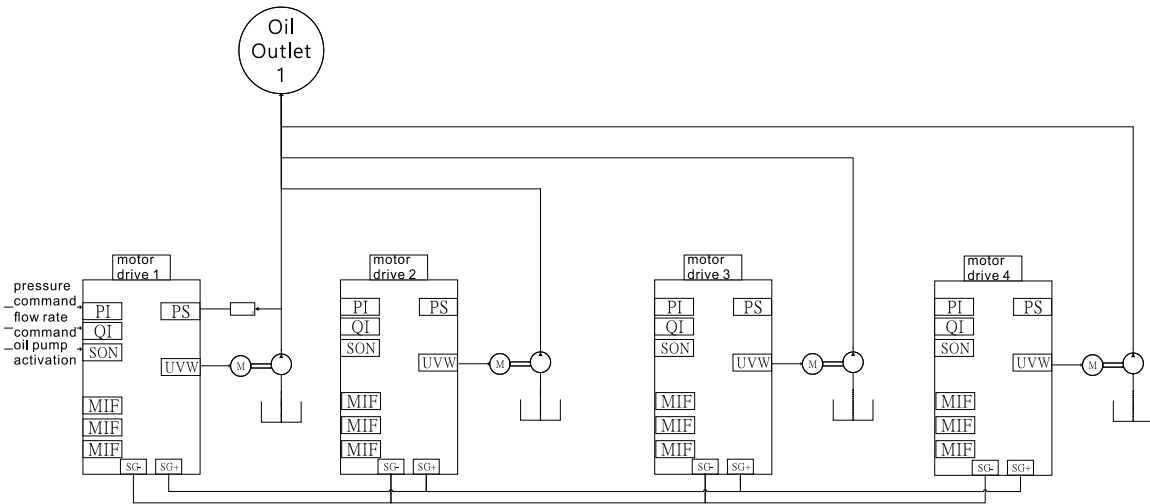 Oil
Outlet
1
motor
drive 1
motor
drive 2
motor
drive 3
motor
drive 4
pressure
command
flow rate
command
oil pump
activation
PI
QI
SON
PS
UVW
MIF
MIF
MIF
SG-
SG+
PI
QI
SON
PS
UVW
MIF
MIF
MIF
SG-
SG+
PI
QI
SON
PS
UVW
MIF
MIF
MIF
SG-
SG+
PI
QI
SON
PS
UVW
MIF
MIF
MIF
SG-
SG+
M
M
M
M